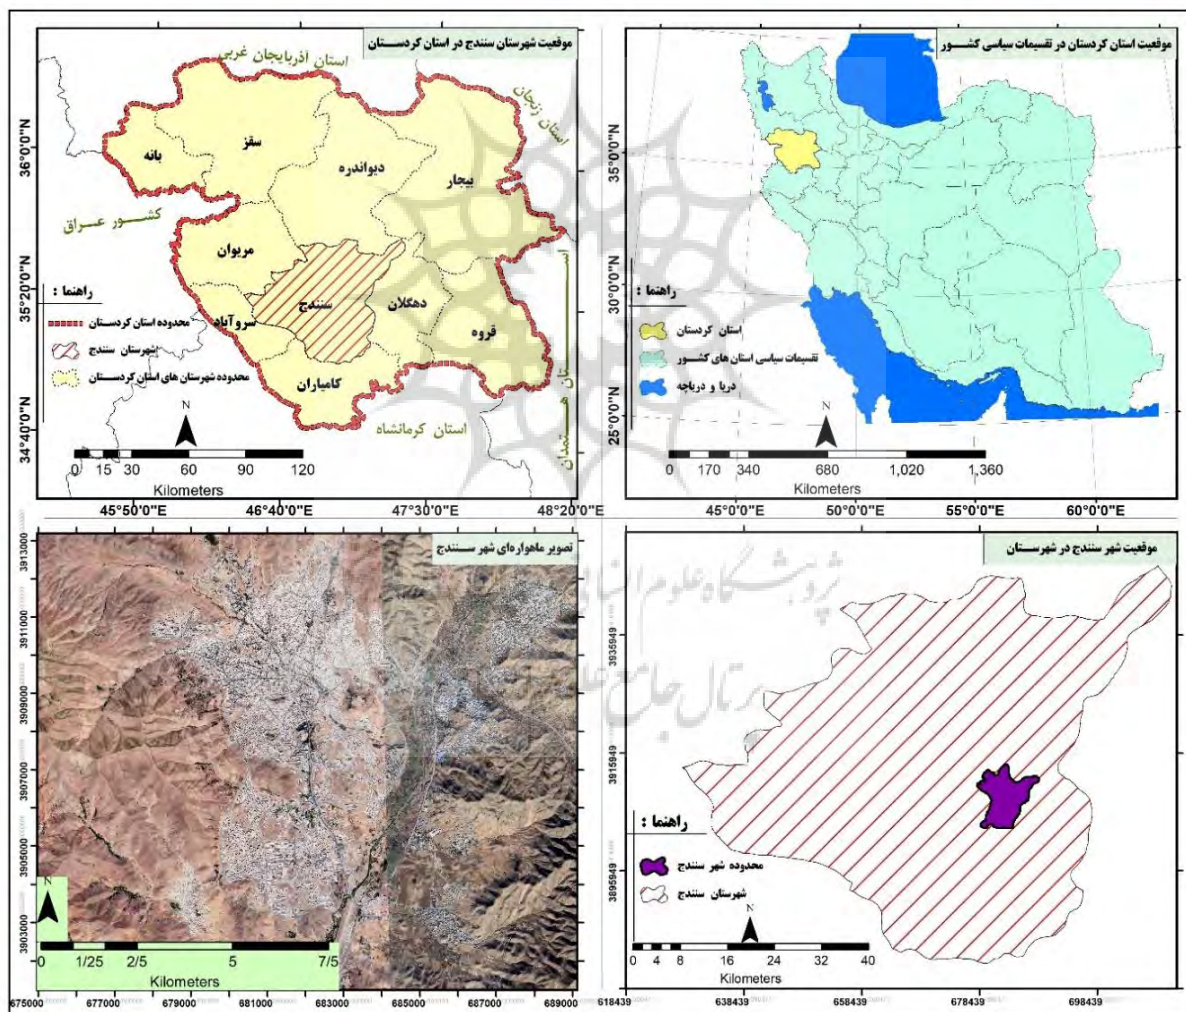 موقعیت استان کردستان در تقسیمات سیاسی کشور
35°0'0"N
30°0'0"N
25°0'0"N
راهنما :
استان کردستان
تقسیمات سیاسی استان های کشور
دریا و دریاچه
N
0 170 340 680 1,020 1,360
Kilometers
45°0'0"E 50°0'0"E 55°0'0"E 60°0'0"E
موقعیت شهرستان سنندج در استان کردستان
استان آذربایجان غربی
استان زنجان
کشور عراق
استان همدان
استان کرمانشاه
بانه
سقز
دیواندره
بیجار
مریوان
سنندج
دهگلان
قروه
سروآباد
کامیاران
36°0'0"N
35°20'0"N
34°40'0"N
راهنما :
محدوده استان کردستان
شهرستان سنندج
محدوده شهرستان های استان کردستان
N
0 15 30 60 90 120
Kilometers
45°50'0"E 46°40'0"E 47°30'0"E 48°20'0"E
موقعیت شهر سنندج در شهرستان
3935949
3915949
3895949
راهنما :
محدوده شهر سنندج
شهرستان سنندج
N
0 4 8 16 24 32 40
Kilometers
618439 638439 658439 678439 698439
تصویر ماهواره‌ای شهر سنندج
3913000
3911000
3909000
3907000
3905000
3903000
N
0 1/25 2/5 5 7/5
Kilometers
675000 677000 679000 681000 683000 685000 687000 689000
پژوهشگاه علوم انسانی
پرتال جامع